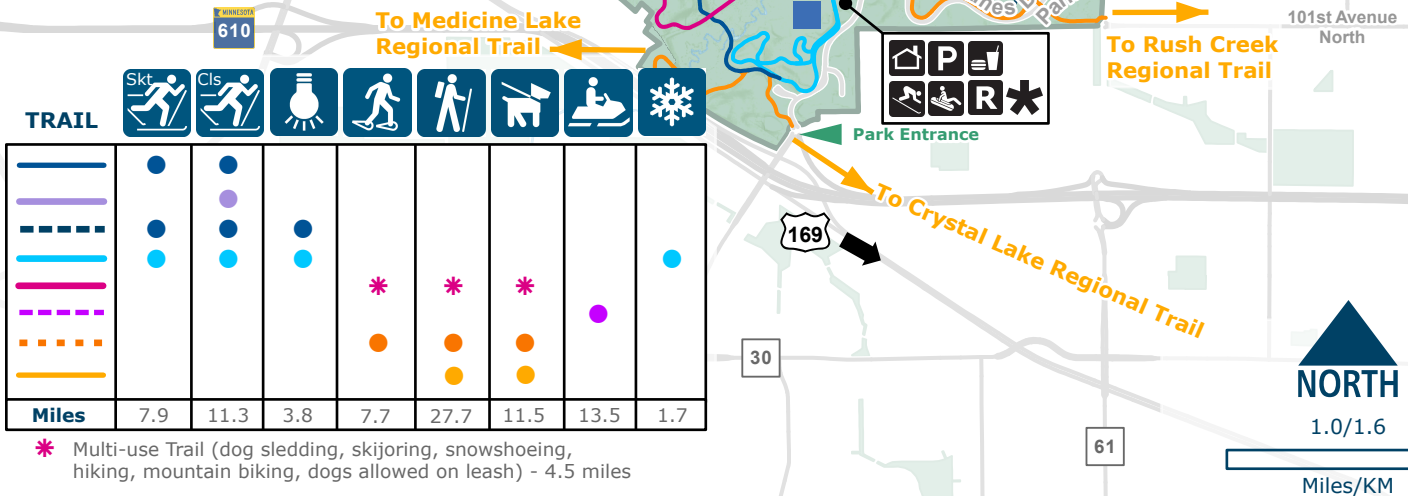 MINNESOTA
610
To Medicine Lake
Regional Trail
101st Avenue
North
To Rush Creek
Regional Trail
P
R
Park Entrance
To Crystal Lake Regional Trail
169
30
61
NORTH
1.0/1.6
Miles/KM
Skt
Cls
TRAIL
Miles 7.9 11.3 3.8 7.7 27.7 11.5 13.5 1.7
Multi-use Trail (dog sledding, skijoring, snowshoeing,
hiking, mountain biking, dogs allowed on leash) - 4.5 miles